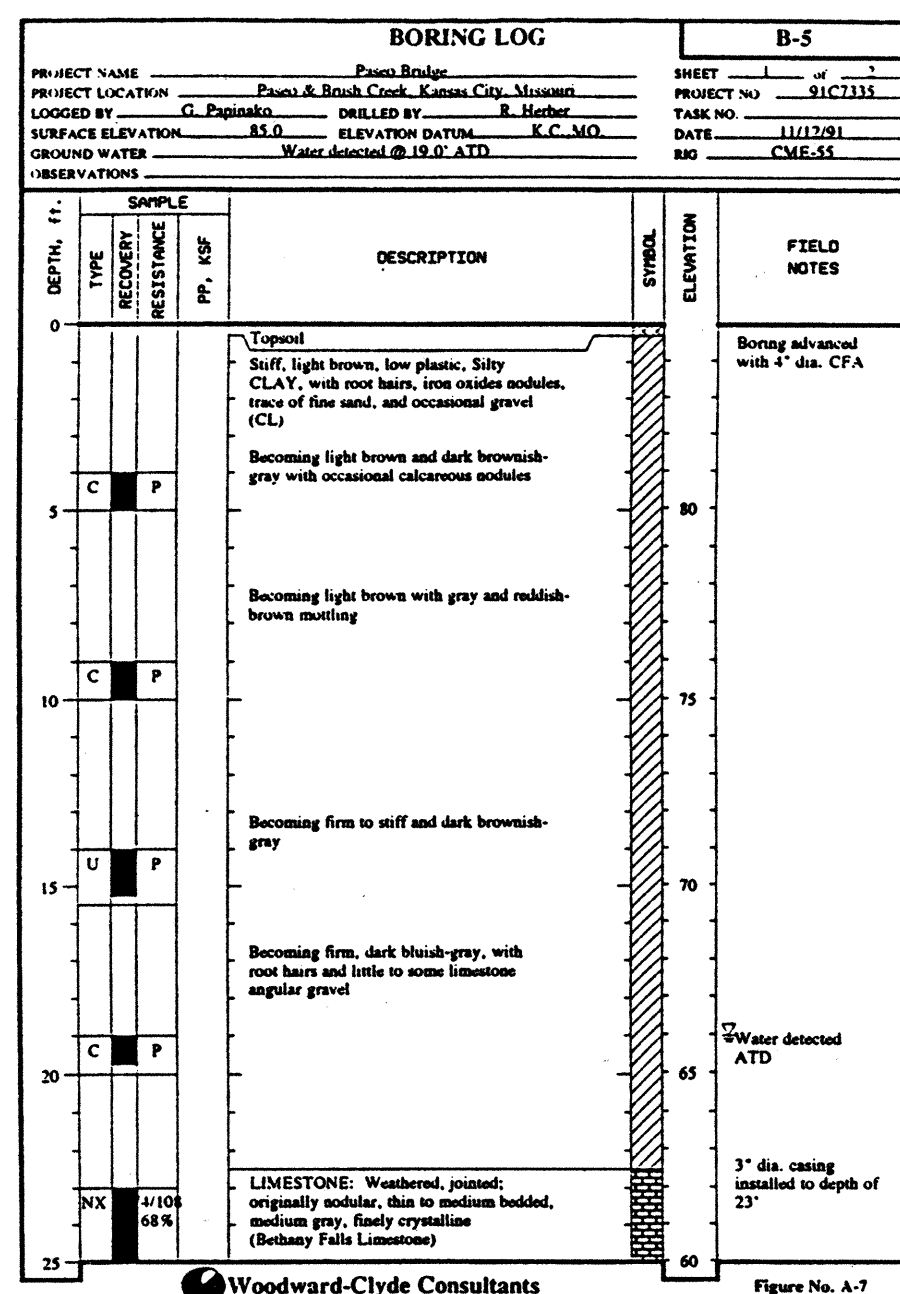 BORING LOG
B-5
PROJECT NAME Paseo Bridge
SHEET 1 of 2
PROJECT LOCATION Paseo & Brush Creek, Kansas City, Missouri
PROJECT NO 91C7335
LOGGED BY G. Papinako DRILLED BY R. Herber
TASK NO.
SURFACE ELEVATION 85.0 ELEVATION DATUM K.C. MO.
DATE 11/12/91
GROUND WATER Water detected @ 19.0' ATD
RIG CME-55
OBSERVATIONS
DEPTH, ft.
SAMPLE
TYPE
RECOVERY
RESISTANCE
PP, KSF
DESCRIPTION
SYMBOL
ELEVATION
FIELD
NOTES
0
Topsoil
Boring advanced
with 4" dia. CFA
Stiff, light brown, low plastic, Silty
CLAY, with root hairs, iron oxides nodules,
trace of fine sand, and occasional gravel
(CL)
Becoming light brown and dark brownish-
gray with occasional calcareous nodules
C P
5
80
Becoming light brown with gray and reddish-
brown mottling
C P
10
75
Becoming firm to stiff and dark brownish-
gray
U P
15
70
Becoming firm, dark bluish-gray, with
root hairs and little to some limestone
angular gravel
Water detected
ATD
C P
20
65
3" dia. casing
installed to depth of
23'
LIMESTONE: Weathered, jointed;
originally nodular, thin to medium bedded,
medium gray, finely crystalline
(Bethany Falls Limestone)
NX 4/108
68%
25
60
Woodward-Clyde Consultants
Figure No. A-7